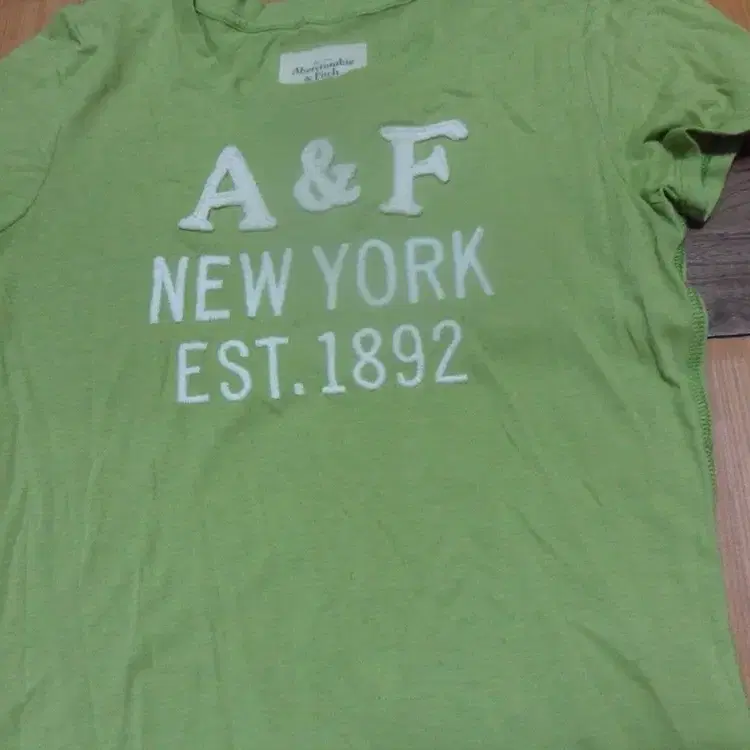 Abercrombie
& Fitch
A & F
NEW YORK
EST. 1892